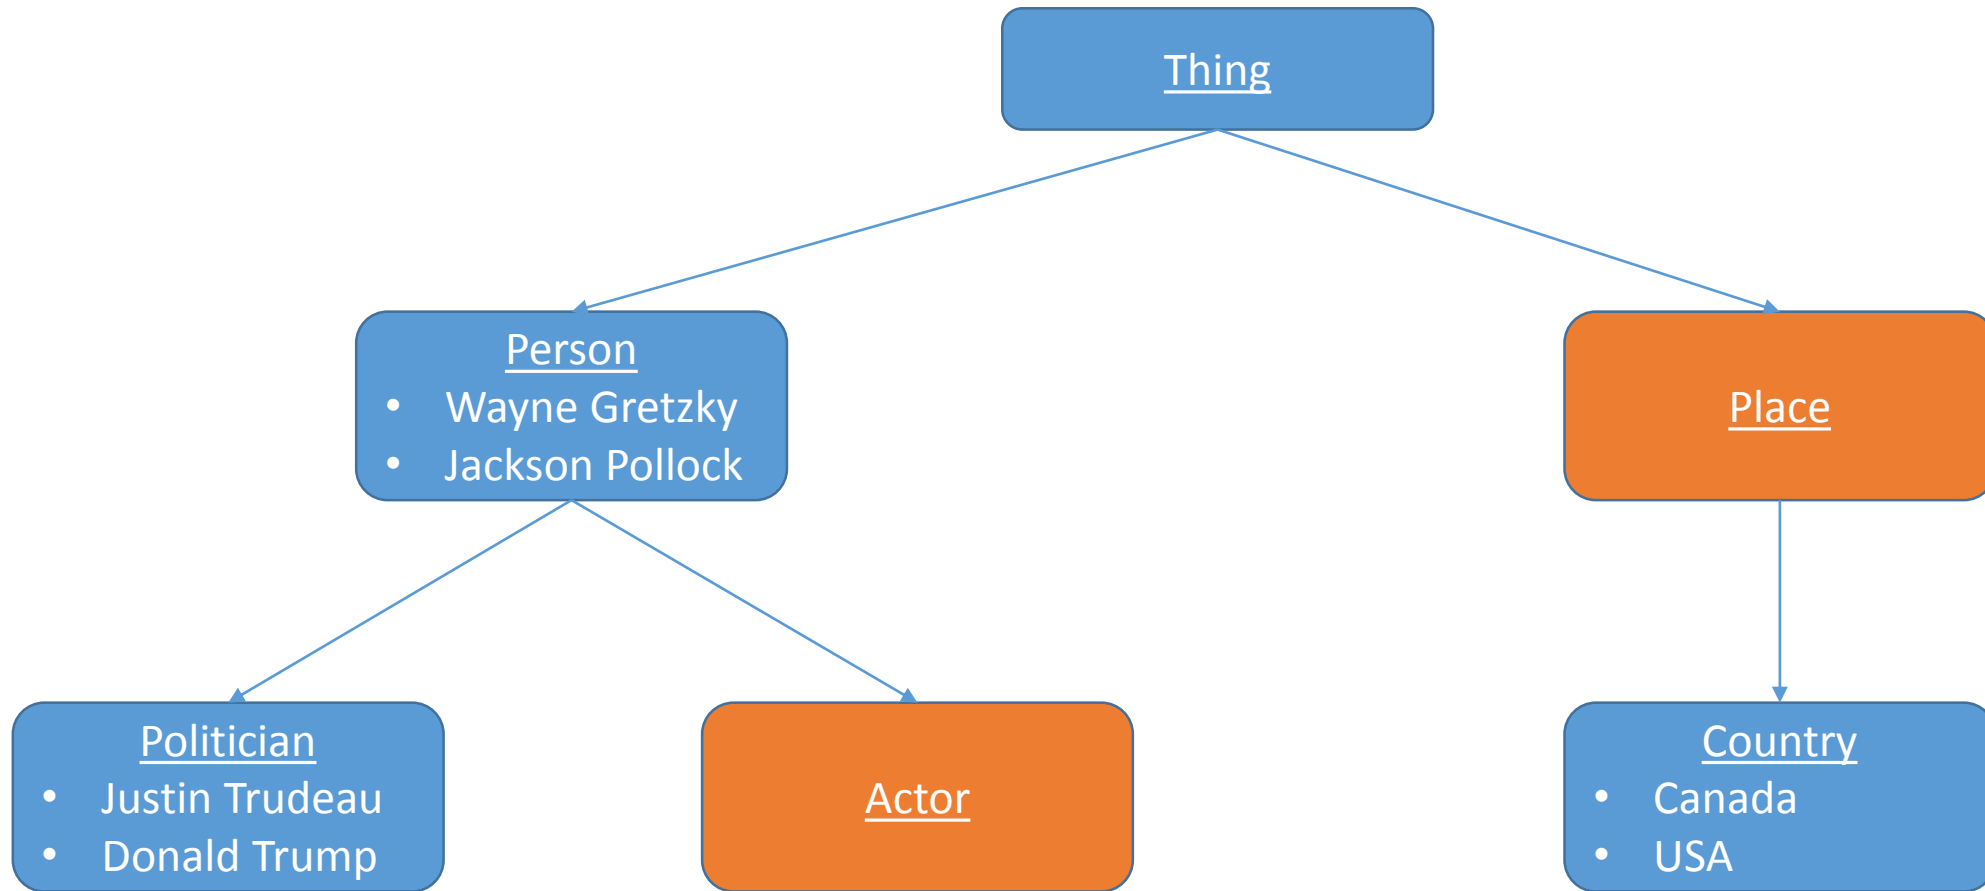 Thing
Person
• Wayne Gretzky
• Jackson Pollock
Place
Politician
• Justin Trudeau
• Donald Trump
Actor
Country
• Canada
• USA